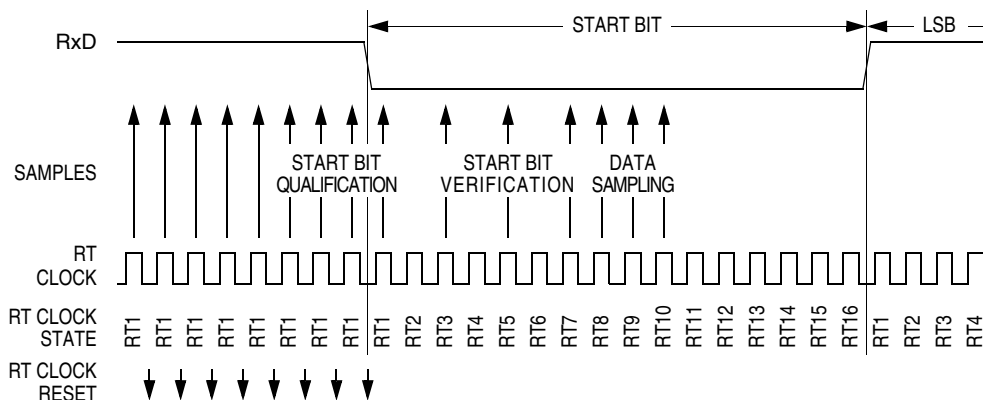 START BIT
LSB
RxD
SAMPLES
START BIT
QUALIFICATION
START BIT
VERIFICATION
DATA
SAMPLING
RT
CLOCK
RT CLOCK
STATE
RT1 RT1 RT1 RT1 RT1 RT1 RT1 RT1 RT1 RT2 RT3 RT4 RT5 RT6 RT7 RT8 RT9 RT10 RT11 RT12 RT13 RT14 RT15 RT16 RT1 RT2 RT3 RT4
RT CLOCK
RESET